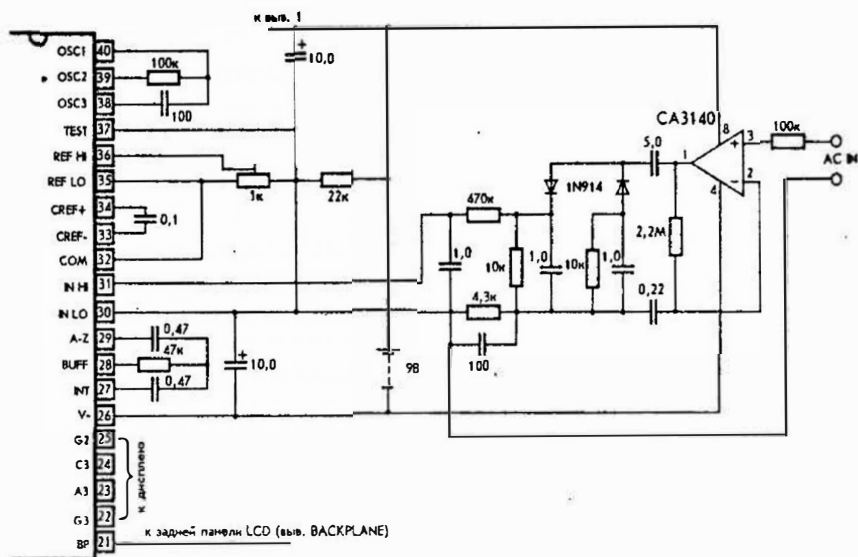 к выв. 1
OSC1 40
OSC2 39
OSC3 38
TEST 37
REF HI 36
REF LO 35
CREF+ 34
CREF- 33
COM 32
IN HI 31
IN LO 30
A-Z 29
BUFF 28
INT 27
V- 26
G2 25
C3 24
A3 23
G3 22
BP 21
100к
100
+
10,0
1к
22к
0,1
0,47
47к
0,47
+
10,0
9В
к дисплею
к задней панели LCD (выв. BACKPLANE)
CA3140
8
3
+
100к
AC IN
1
4
-
2
5,0
1N914
470к
2,2М
1,0
10к
1,0
10к
1,0
4,3к
0,22
100